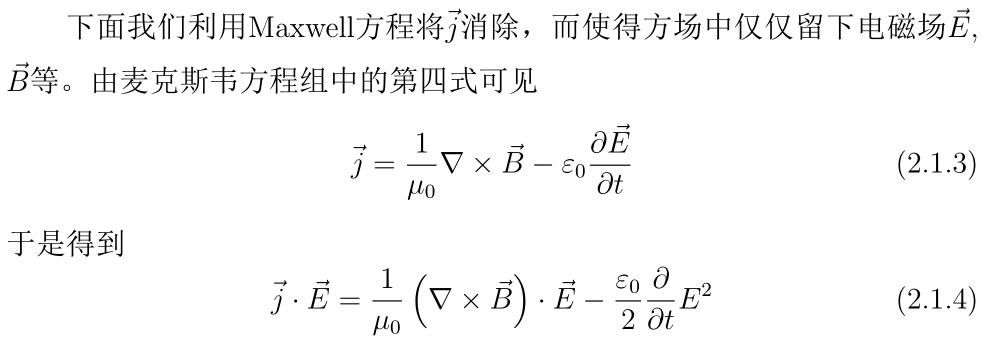 下面我们利用Maxwell方程将$\vec{j}$消除，而使得方场中仅仅留下电磁场$\vec{E}$,
$\vec{B}$等。由麦克斯韦方程组中的第四式可见
$\vec{j} = \frac{1}{\mu_0} \nabla \times \vec{B} - \varepsilon_0 \frac{\partial \vec{E}}{\partial t}$ (2.1.3)
于是得到
$\vec{j} \cdot \vec{E} = \frac{1}{\mu_0} \left( \nabla \times \vec{B} \right) \cdot \vec{E} - \frac{\varepsilon_0}{2} \frac{\partial}{\partial t} E^2$ (2.1.4)